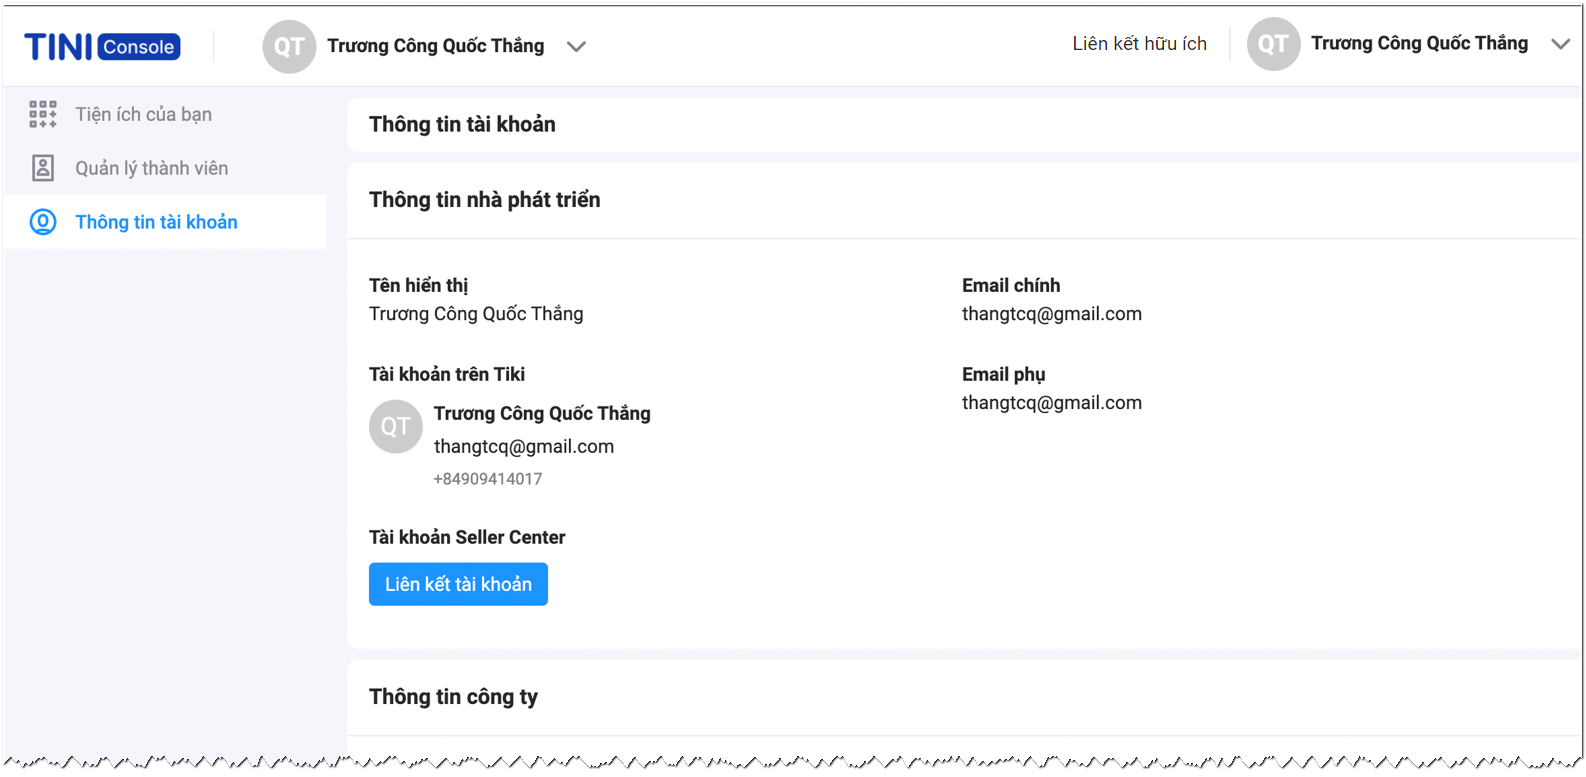 TINI Console
QT Trương Công Quốc Thắng
Liên kết hữu ích
QT Trương Công Quốc Thắng
Tiện ích của bạn
Quản lý thành viên
Thông tin tài khoản
Thông tin tài khoản
Thông tin nhà phát triển
Tên hiển thị
Trương Công Quốc Thắng
Email chính
thangtcq@gmail.com
Tài khoản trên Tiki
QT
Trương Công Quốc Thắng
thangtcq@gmail.com
+84909414017
Email phụ
thangtcq@gmail.com
Tài khoản Seller Center
Liên kết tài khoản
Thông tin công ty